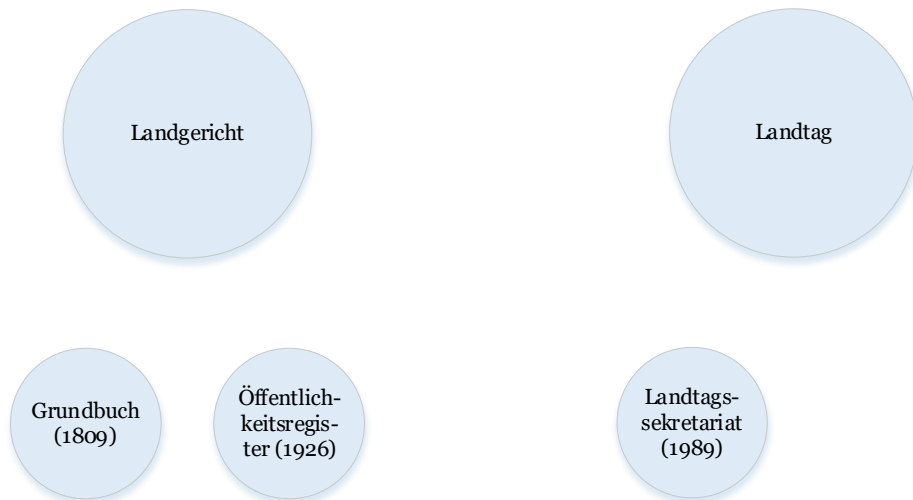 Landgericht
Landtag
Grundbuch
(1809)
Öffentlich-
keitsregis-
ter (1926)
Landtags-
sekretariat
(1989)